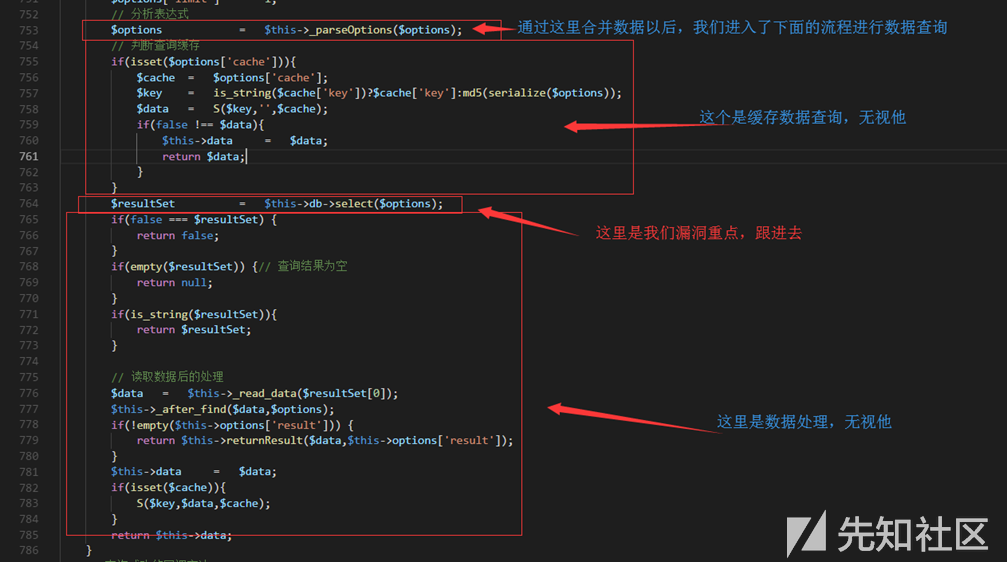 // 分析表达式
753 $options = $this->_parseOptions($options);
通过这里合并数据以后，我们进入了下面的流程进行数据查询
754 // 判断查询缓存
755 if(isset($options['cache'])){
756 $cache = $options['cache'];
757 $key = is_string($cache['key'])?$cache['key']:md5(serialize($options));
758 $data = S($key,'',$cache);
759 if(false !== $data){
这个是缓存数据查询，无视他
760 $this->data = $data;
761 return $data;
762 }
763 }
764 $resultSet = $this->db->select($options);
765 if(false === $resultSet) {
这里是我们漏洞重点，跟进去
766 return false;
767 }
768 if(empty($resultSet)) {// 查询结果为空
769 return null;
770 }
771 if(is_string($resultSet)){
772 return $resultSet;
773 }
774
775 // 读取数据后的处理
776 $data = $this->_read_data($resultSet[0]);
777 $this->_after_find($data,$options);
这里是数据处理，无视他
778 if(!empty($this->options['result'])) {
779 return $this->returnResult($data,$this->options['result']);
780 }
781 $this->data = $data;
782 if(isset($cache)){
783 S($key,$data,$cache);
784 }
785 return $this->data;
786 }
先知社区